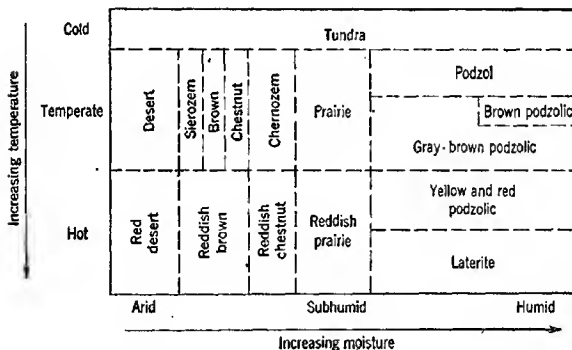 Cold
Tundra
Increasing temperature
Temperate
Desert
Sierozem
Brown
Chestnut
Chernozem
Prairie
Podzol
Brown podzolic
Gray-brown podzolic
Hot
Red
desert
Reddish
brown
Reddish
chestnut
Reddish
prairie
Yellow and red
podzolic
Laterite
Arid
Subhumid
Humid
Increasing moisture